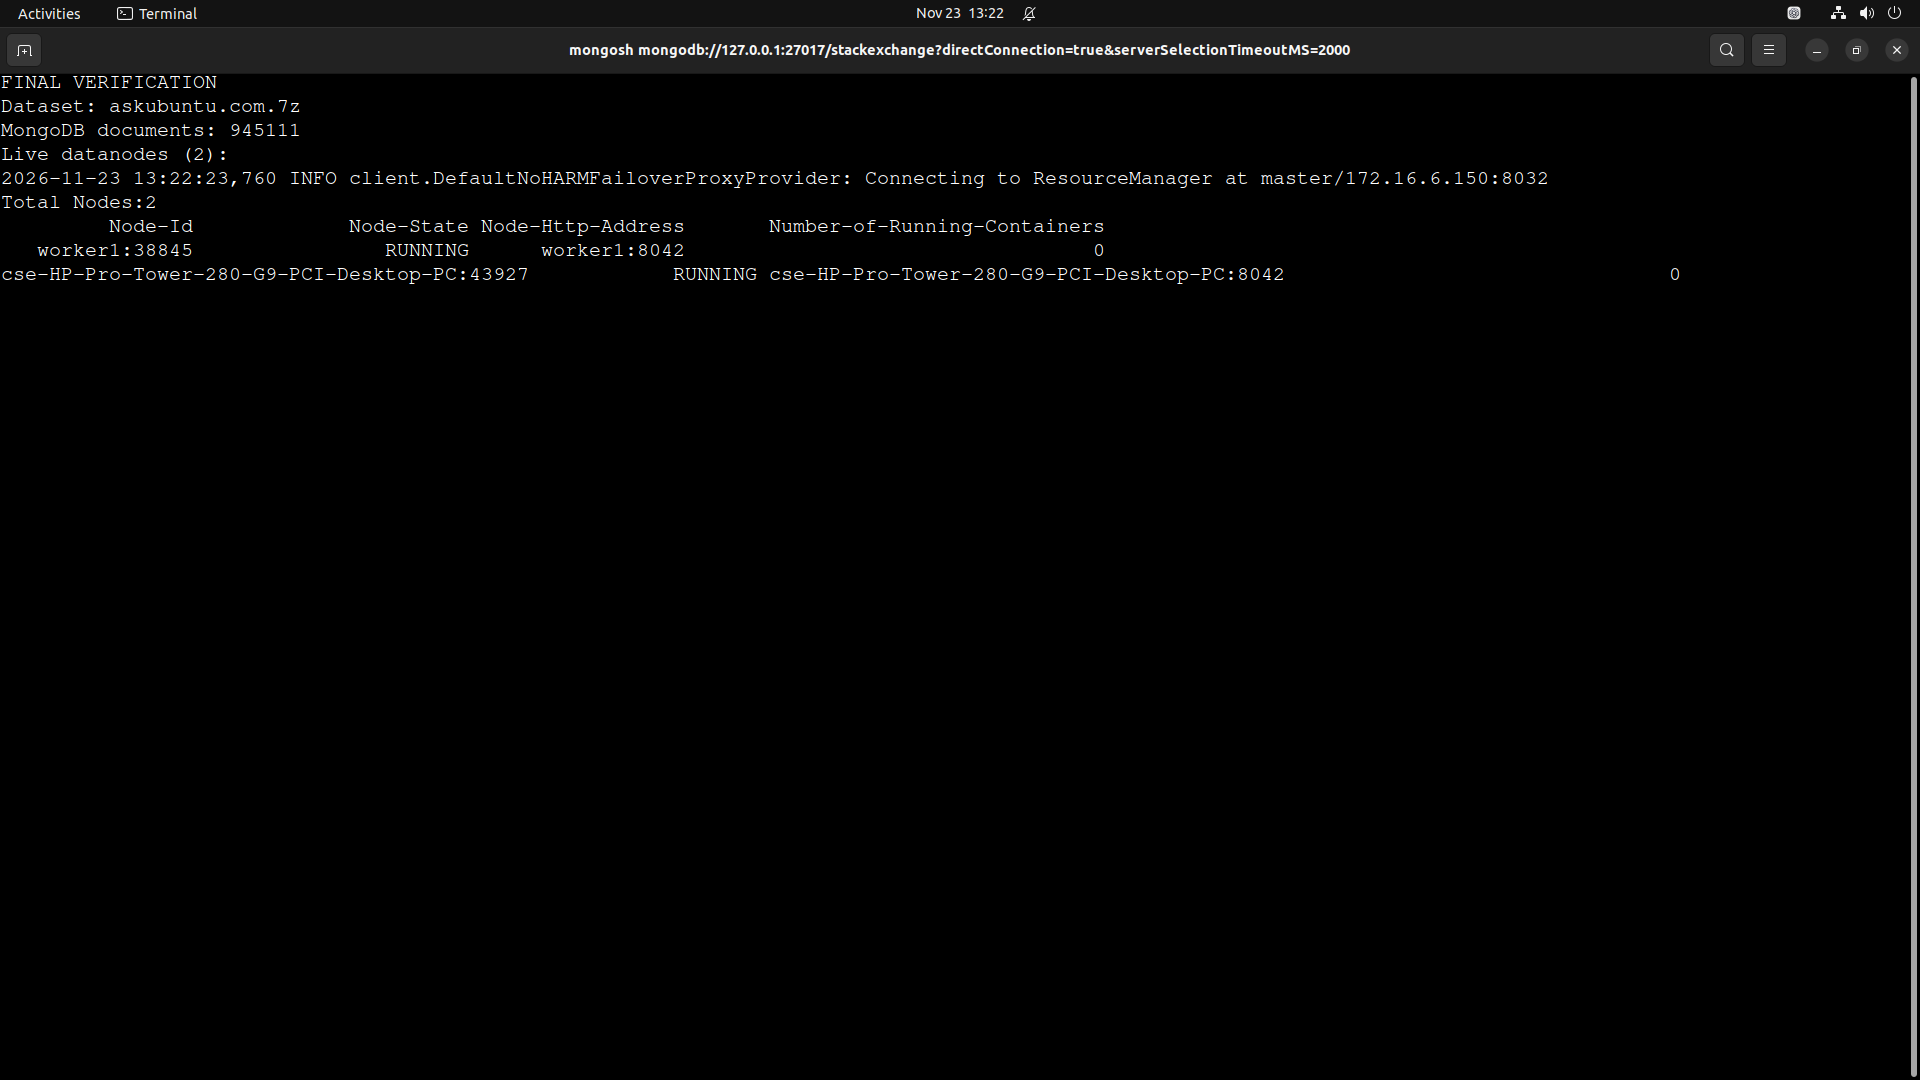 Activities
Terminal
Nov 23 13:22
mongosh mongodb://127.0.0.1:27017/stackexchange?directConnection=true&serverSelectionTimeoutMS=2000
FINAL VERIFICATION
Dataset: askubuntu.com.7z
MongoDB documents: 945111
Live datanodes (2):
2026-11-23 13:22:23,760 INFO client.DefaultNoHARMFailoverProxyProvider: Connecting to ResourceManager at master/172.16.6.150:8032
Total Nodes:2
Node-Id Node-State Node-Http-Address Number-of-Running-Containers
worker1:38845 RUNNING worker1:8042 0
cse-HP-Pro-Tower-280-G9-PCI-Desktop-PC:43927 RUNNING cse-HP-Pro-Tower-280-G9-PCI-Desktop-PC:8042 0